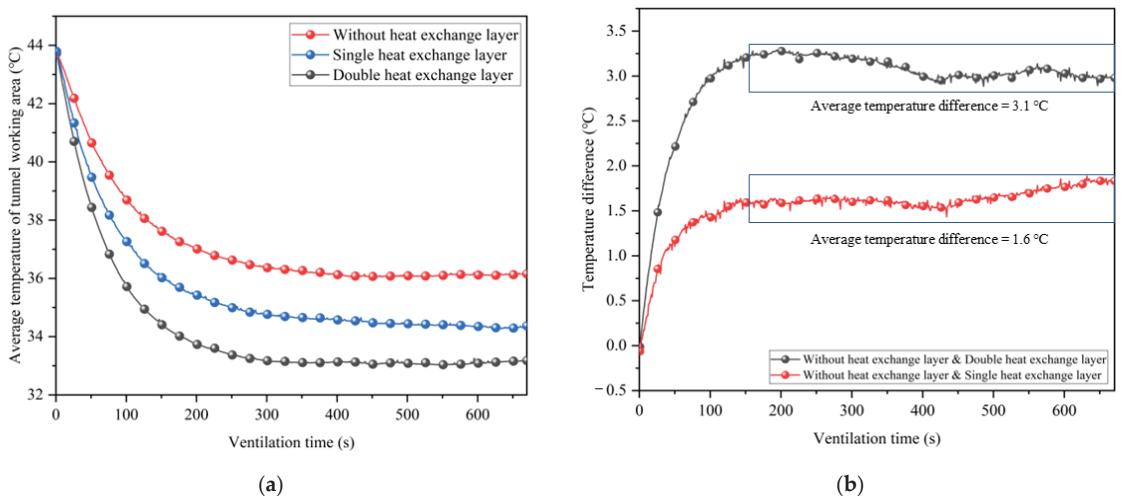 Average temperature of tunnel working area (℃)
44
42
40
38
36
34
32
Without heat exchange layer
Single heat exchange layer
Double heat exchange layer
0 100 200 300 400 500 600
Ventilation time (s)
(a)
Temperature difference (℃)
3.5
3.0
2.5
2.0
1.5
1.0
0.5
0.0
−0.5
Average temperature difference = 3.1 ℃
Average temperature difference = 1.6 ℃
Without heat exchange layer & Double heat exchange layer
Without heat exchange layer & Single heat exchange layer
0 100 200 300 400 500 600
Ventilation time (s)
(b)